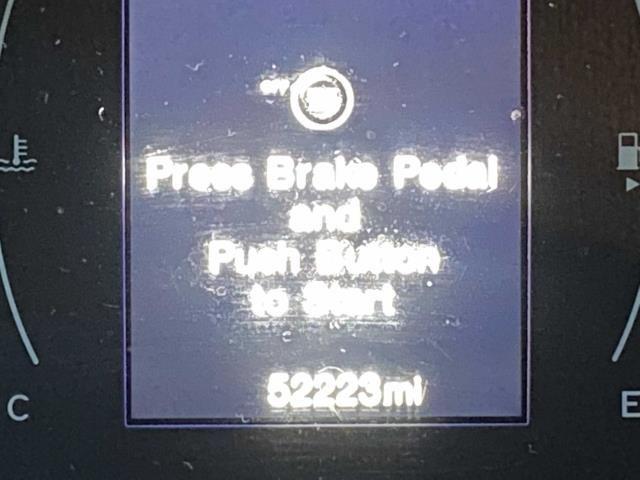 Press Brake Pedal
and
Push Button
to Start
52223mi
C
E